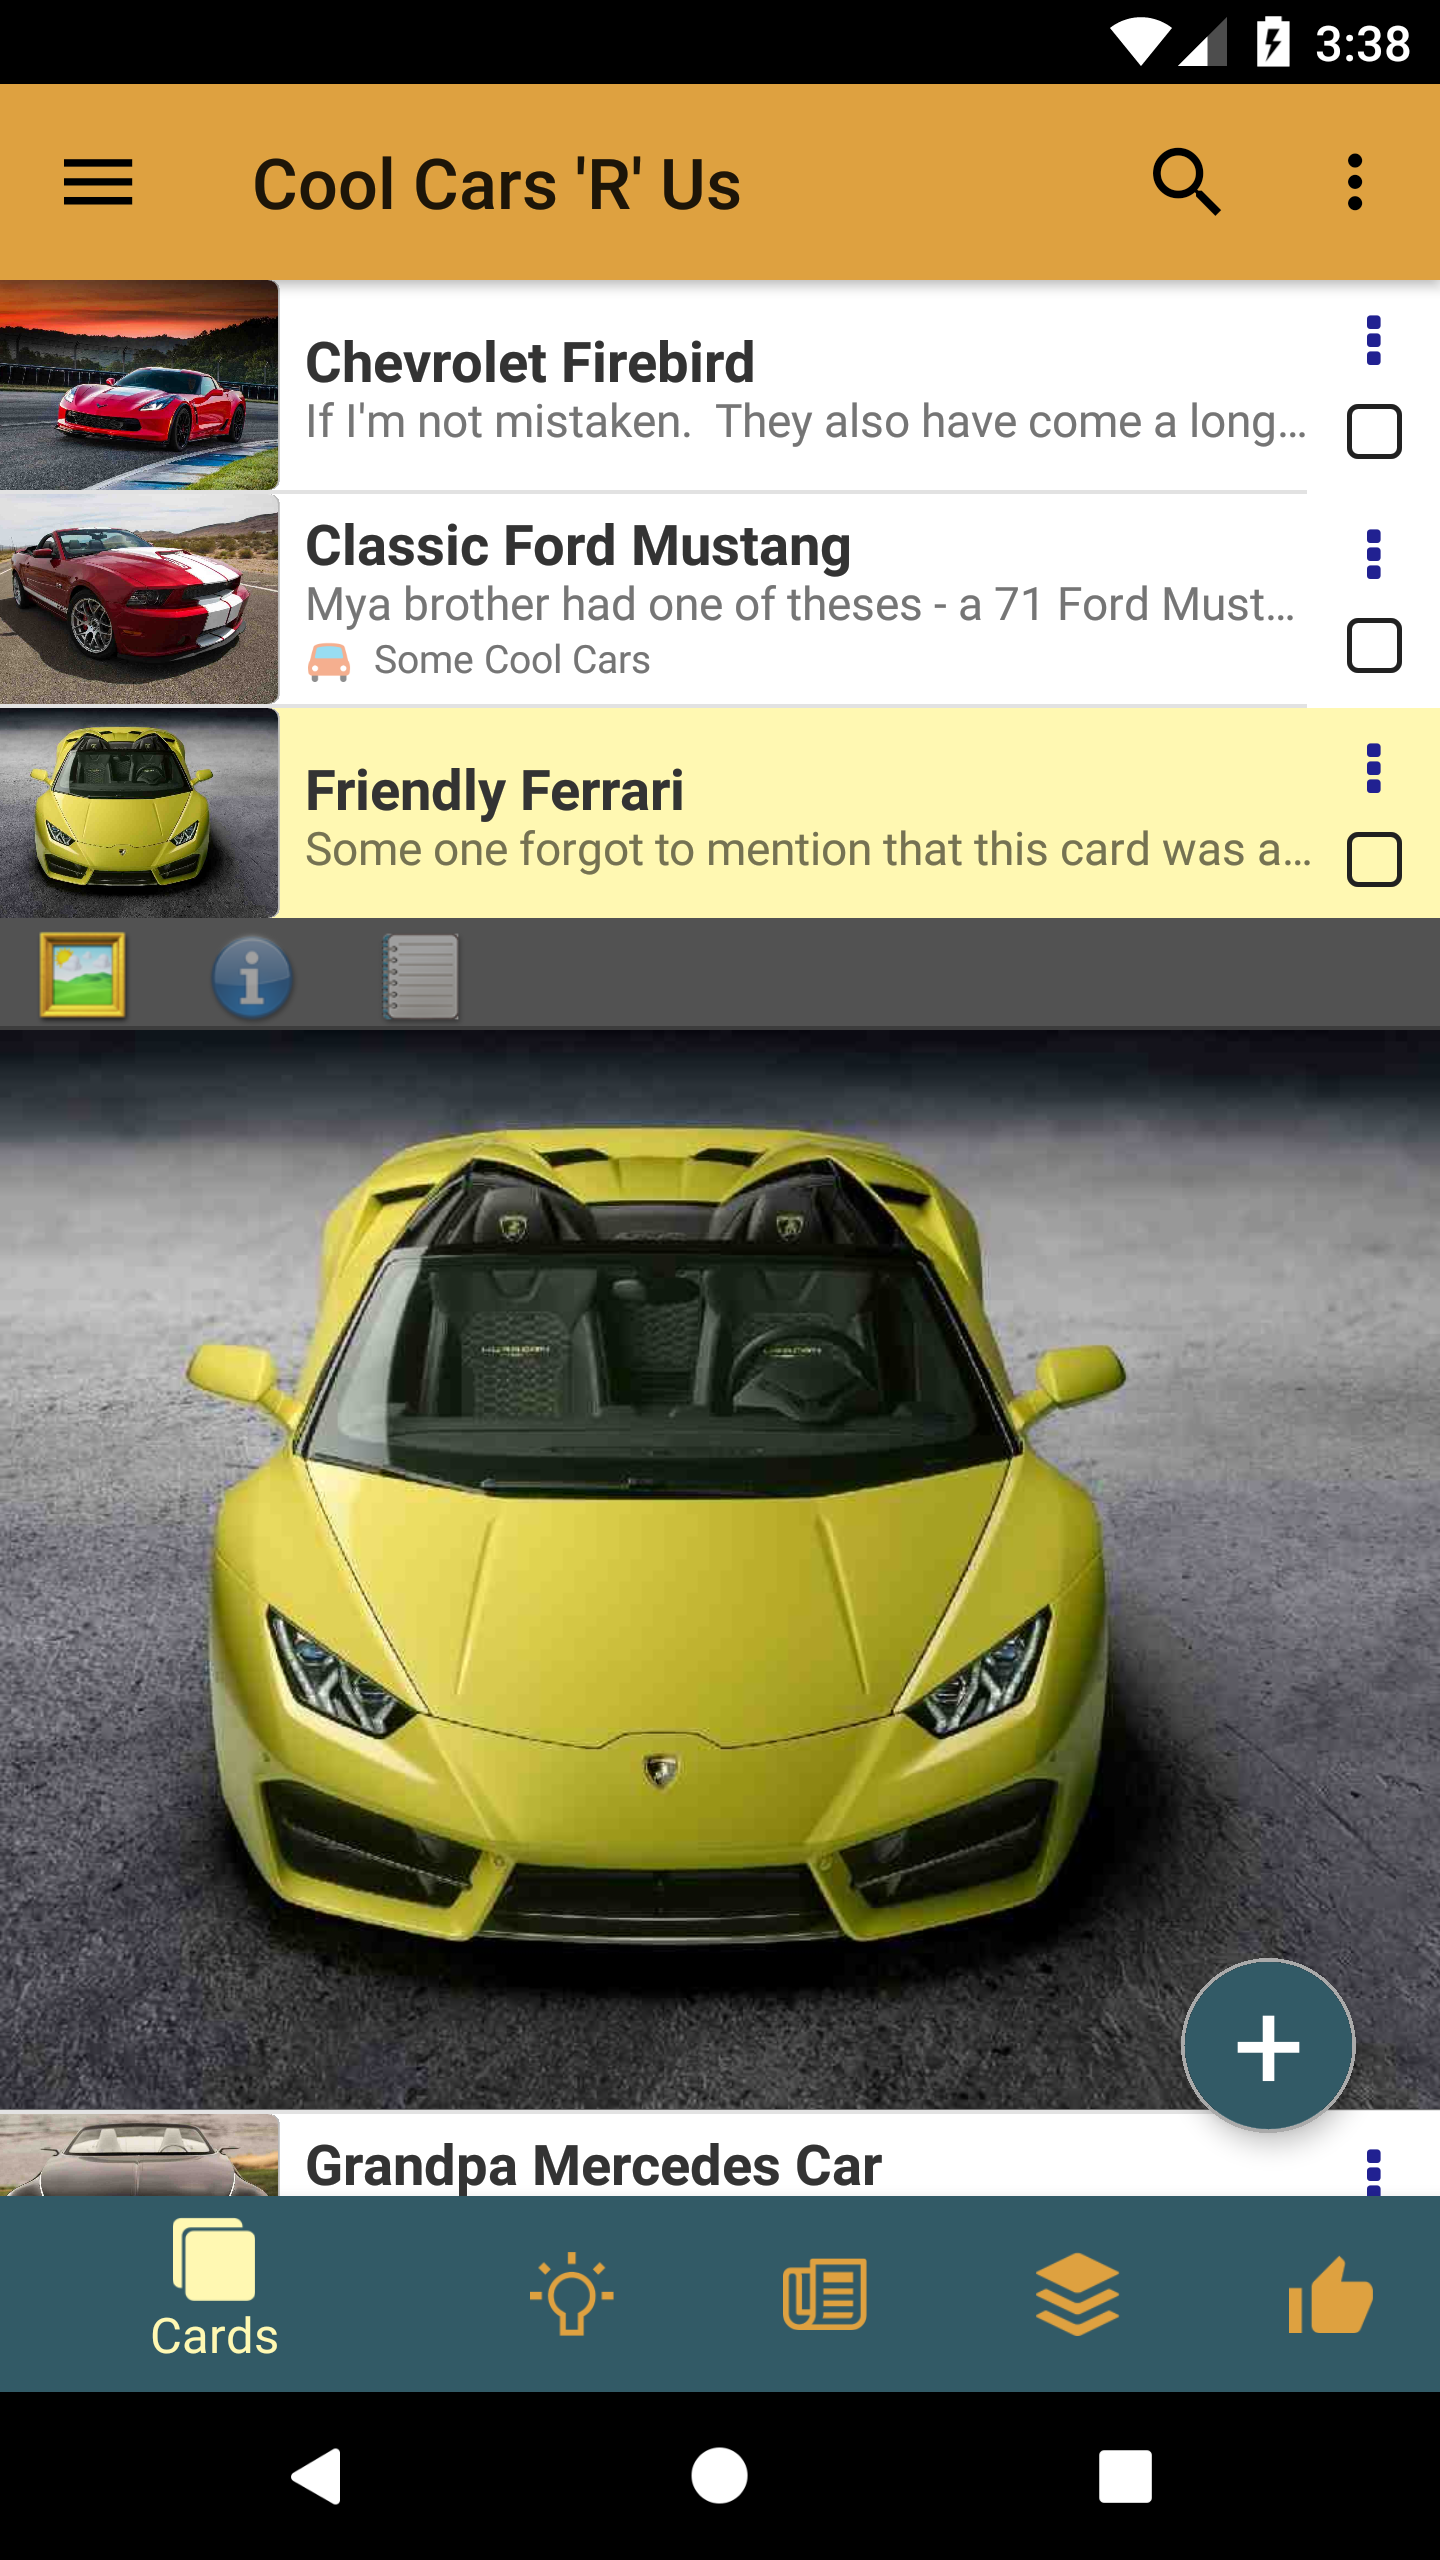 3:38
Cool Cars 'R' Us
Chevrolet Firebird
If I'm not mistaken.  They also have come a long…
Classic Ford Mustang
Mya brother had one of theses - a 71 Ford Must…
Some Cool Cars
Friendly Ferrari
Some one forgot to mention that this card was a…
Grandpa Mercedes Car
Cards